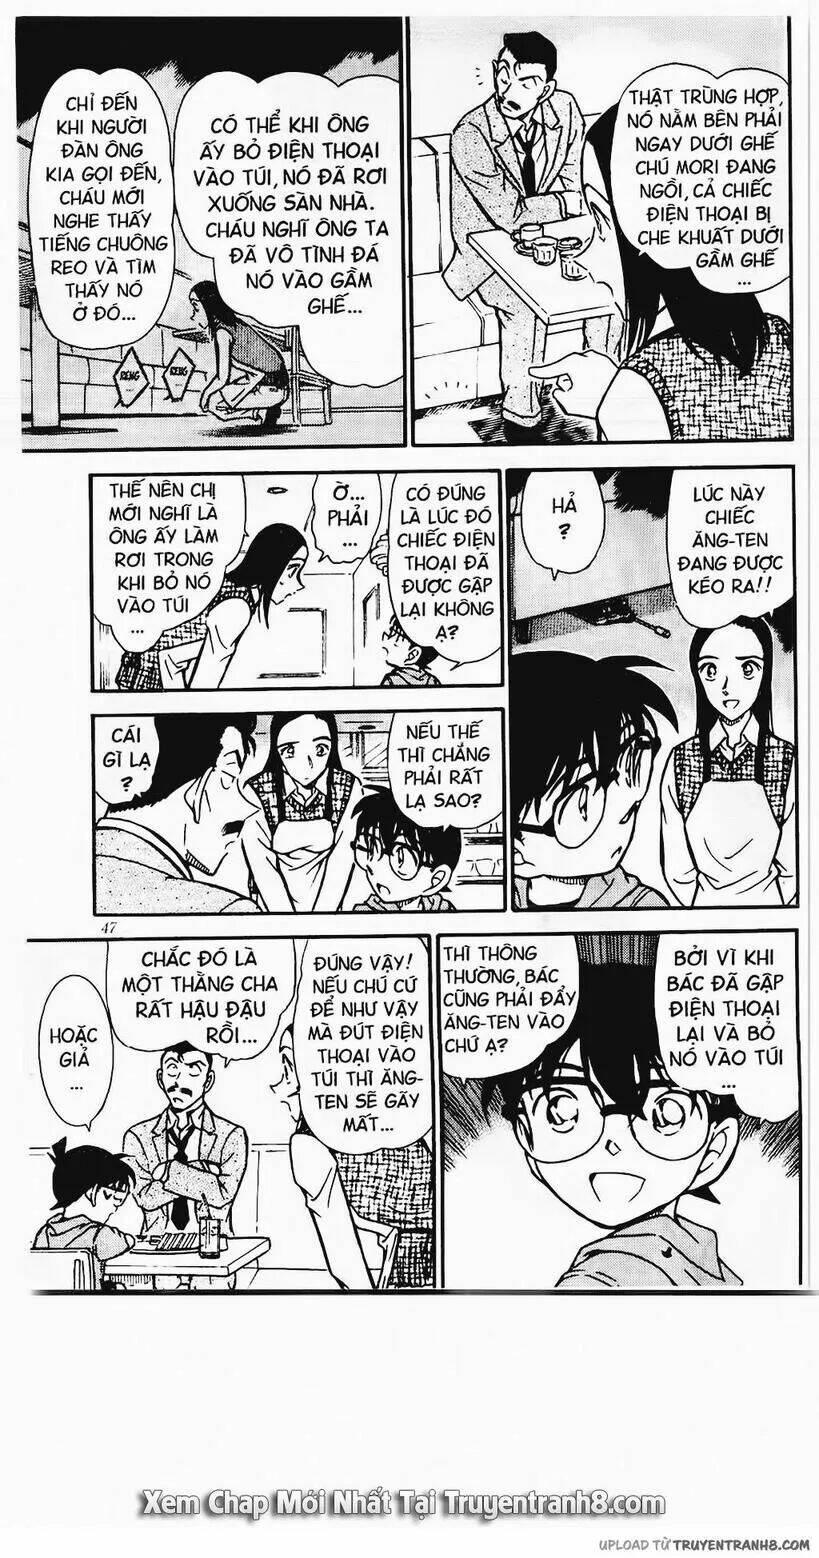 THẬT TRÙNG HỢP,
NÓ NẰM BÊN PHẢI
NGAY DƯỚI GHẾ
CHÚ MORI ĐANG
NGỒI, CẢ CHIẾC
ĐIỆN THOẠI BỊ
CHE KHUẤT DƯỚI
GẦM GHẾ
...
CÓ THỂ KHI ÔNG
ẤY BỎ ĐIỆN THOẠI
VÀO TÚI, NÓ ĐÃ RƠI
XUỐNG SÀN NHÀ.
CHÁU NGHĨ ÔNG TA
ĐÃ VÔ TÌNH ĐÁ
NÓ VÀO GẦM
GHẾ...
CHỈ ĐẾN
KHI NGƯỜI
ĐÀN ÔNG
KIA GỌI ĐẾN,
CHÁU MỚI
NGHE THẤY
TIẾNG CHUÔNG
REO VÀ TÌM
THẤY NÓ
Ở ĐÓ...
RENG
RENG
LÚC NÀY
CHIẾC
ĂNG-TEN
ĐANG ĐƯỢC
KÉO RA!!
HẢ
?
CÓ ĐÚNG
LÀ LÚC ĐÓ
CHIẾC ĐIỆN
THOẠI ĐÃ
ĐƯỢC GẬP
LẠI KHÔNG
Ạ?
Ờ...
PHẢI
...
THẾ NÊN CHỊ
MỚI NGHĨ LÀ
ÔNG ẤY LÀM
RƠI TRONG
KHI BỎ NÓ
VÀO TÚI
...
NẾU THẾ
THÌ CHẲNG
PHẢI RẤT
LẠ SAO?
CÁI
GÌ LẠ
?
47
BỞI VÌ KHI
BÁC ĐÃ GẬP
ĐIỆN THOẠI
LẠI VÀ BỎ
NÓ VÀO TÚI
...
THÌ THÔNG
THƯỜNG, BÁC
CŨNG PHẢI ĐẨY
ĂNG-TEN VÀO
CHỨ Ạ?
ĐÚNG VẬY!
NẾU CHÚ CỨ
ĐỂ NHƯ VẬY
MÀ ĐÚT ĐIỆN
THOẠI VÀO
TÚI THÌ ĂNG-
TEN SẼ GÃY
MẤT...
CHẮC ĐÓ LÀ
MỘT THẰNG CHA
RẤT HẬU ĐẬU
RỒI...
HOẶC
GIẢ
...
Xem Chap Mới Nhất Tại Truyentranh8.com
UPLOAD TỪ TRUYENTRANH8.COM